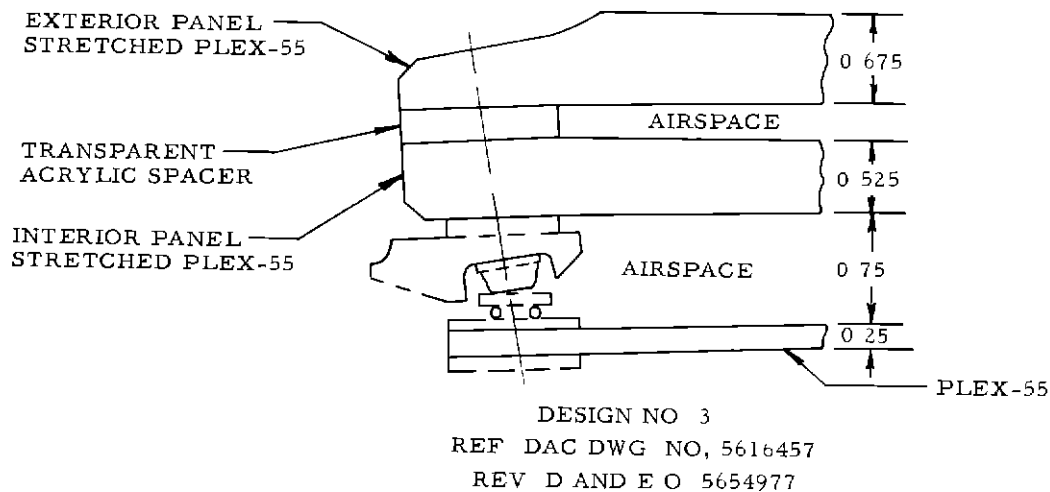 EXTERIOR PANEL
STRETCHED PLEX-55
0 675
AIRSPACE
TRANSPARENT
ACRYLIC SPACER
0 525
INTERIOR PANEL
STRETCHED PLEX-55
AIRSPACE
0 75
0 25
PLEX-55
DESIGN NO 3
REF DAC DWG NO, 5616457
REV D AND E O 5654977